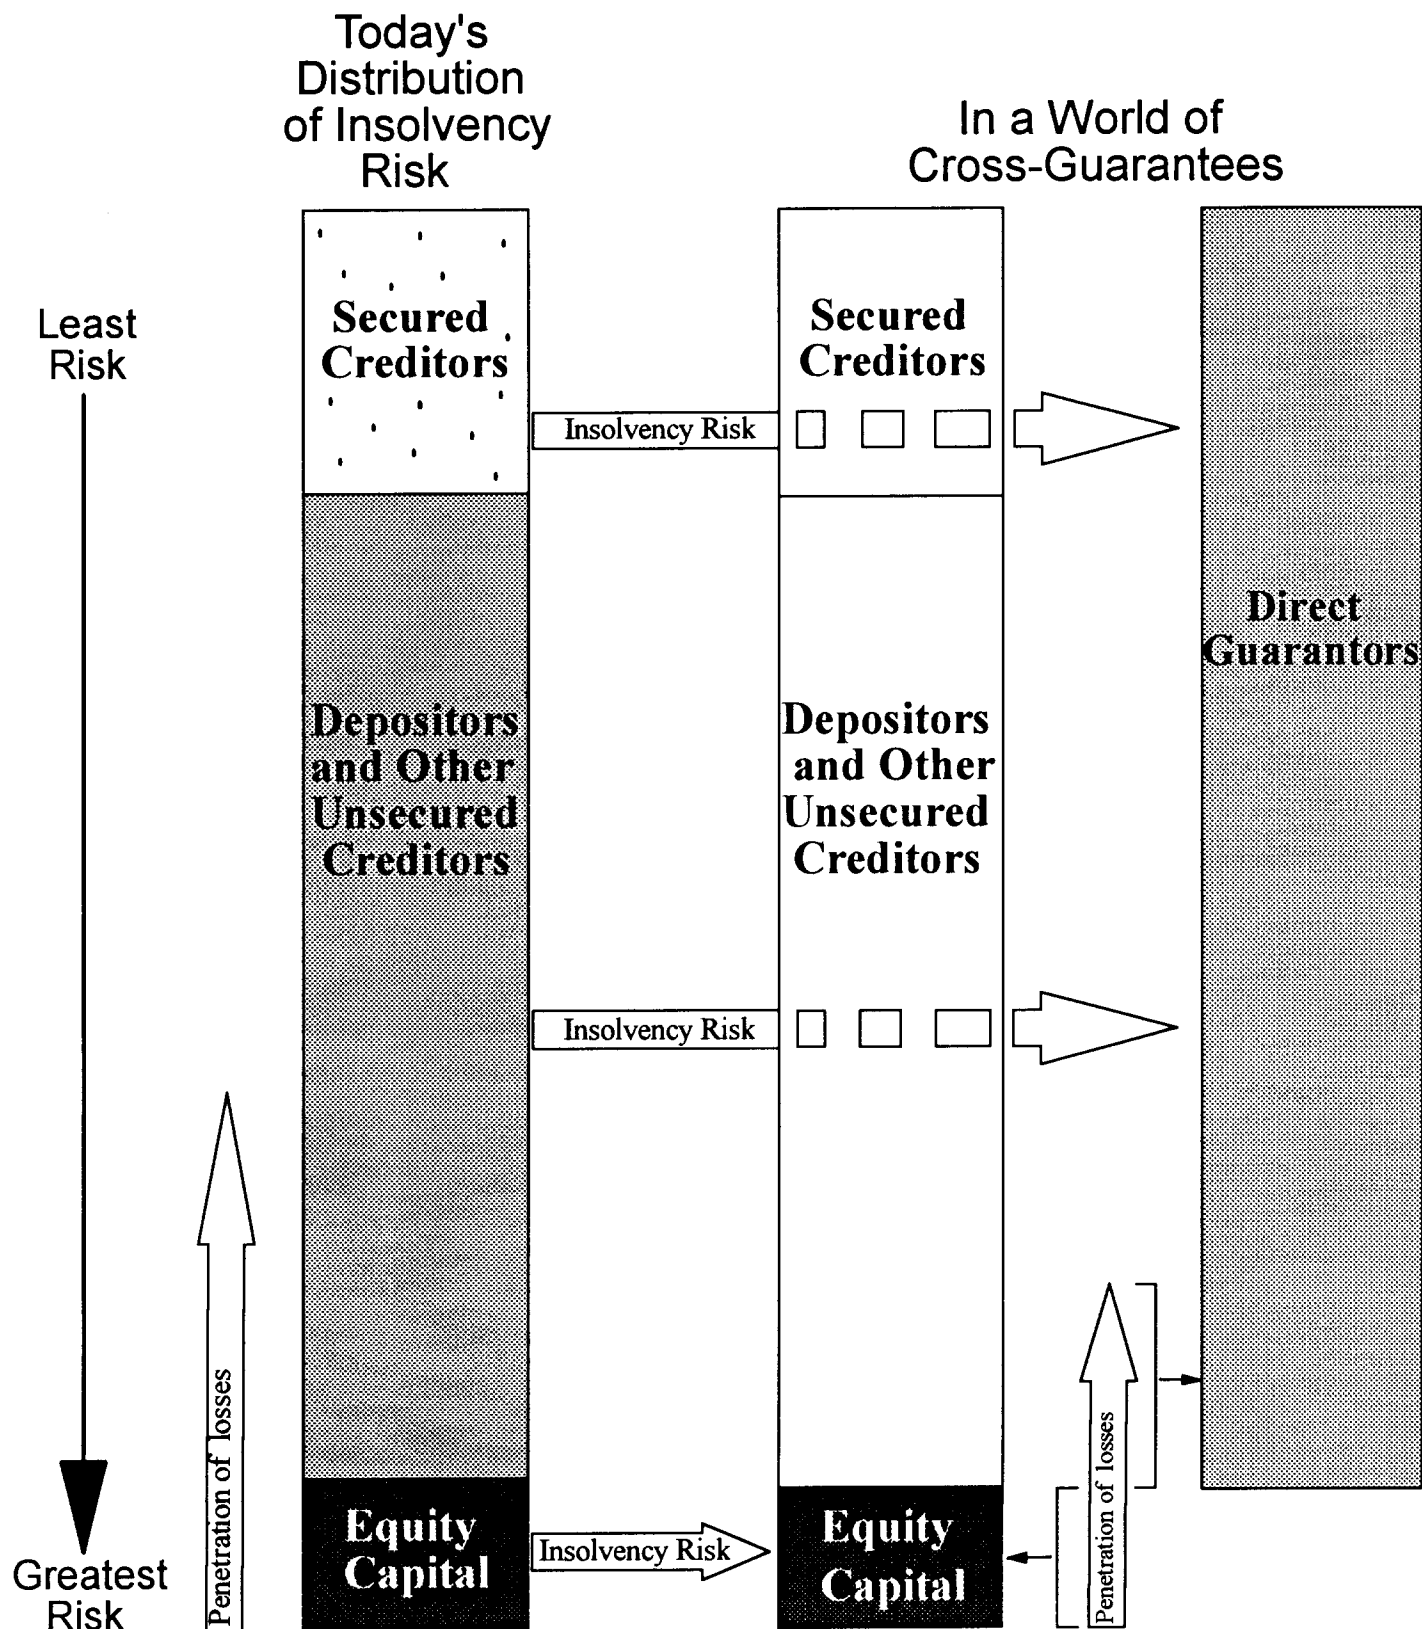 Today's
Distribution
of Insolvency
Risk
In a World of
Cross-Guarantees
Least
Risk
Secured
Creditors
Secured
Creditors
Insolvency Risk
Direct
Guarantors
Depositors
and Other
Unsecured
Creditors
Depositors
and Other
Unsecured
Creditors
Insolvency Risk
Penetration of losses
Penetration of losses
Equity
Capital
Insolvency Risk
Equity
Capital
Greatest
Risk